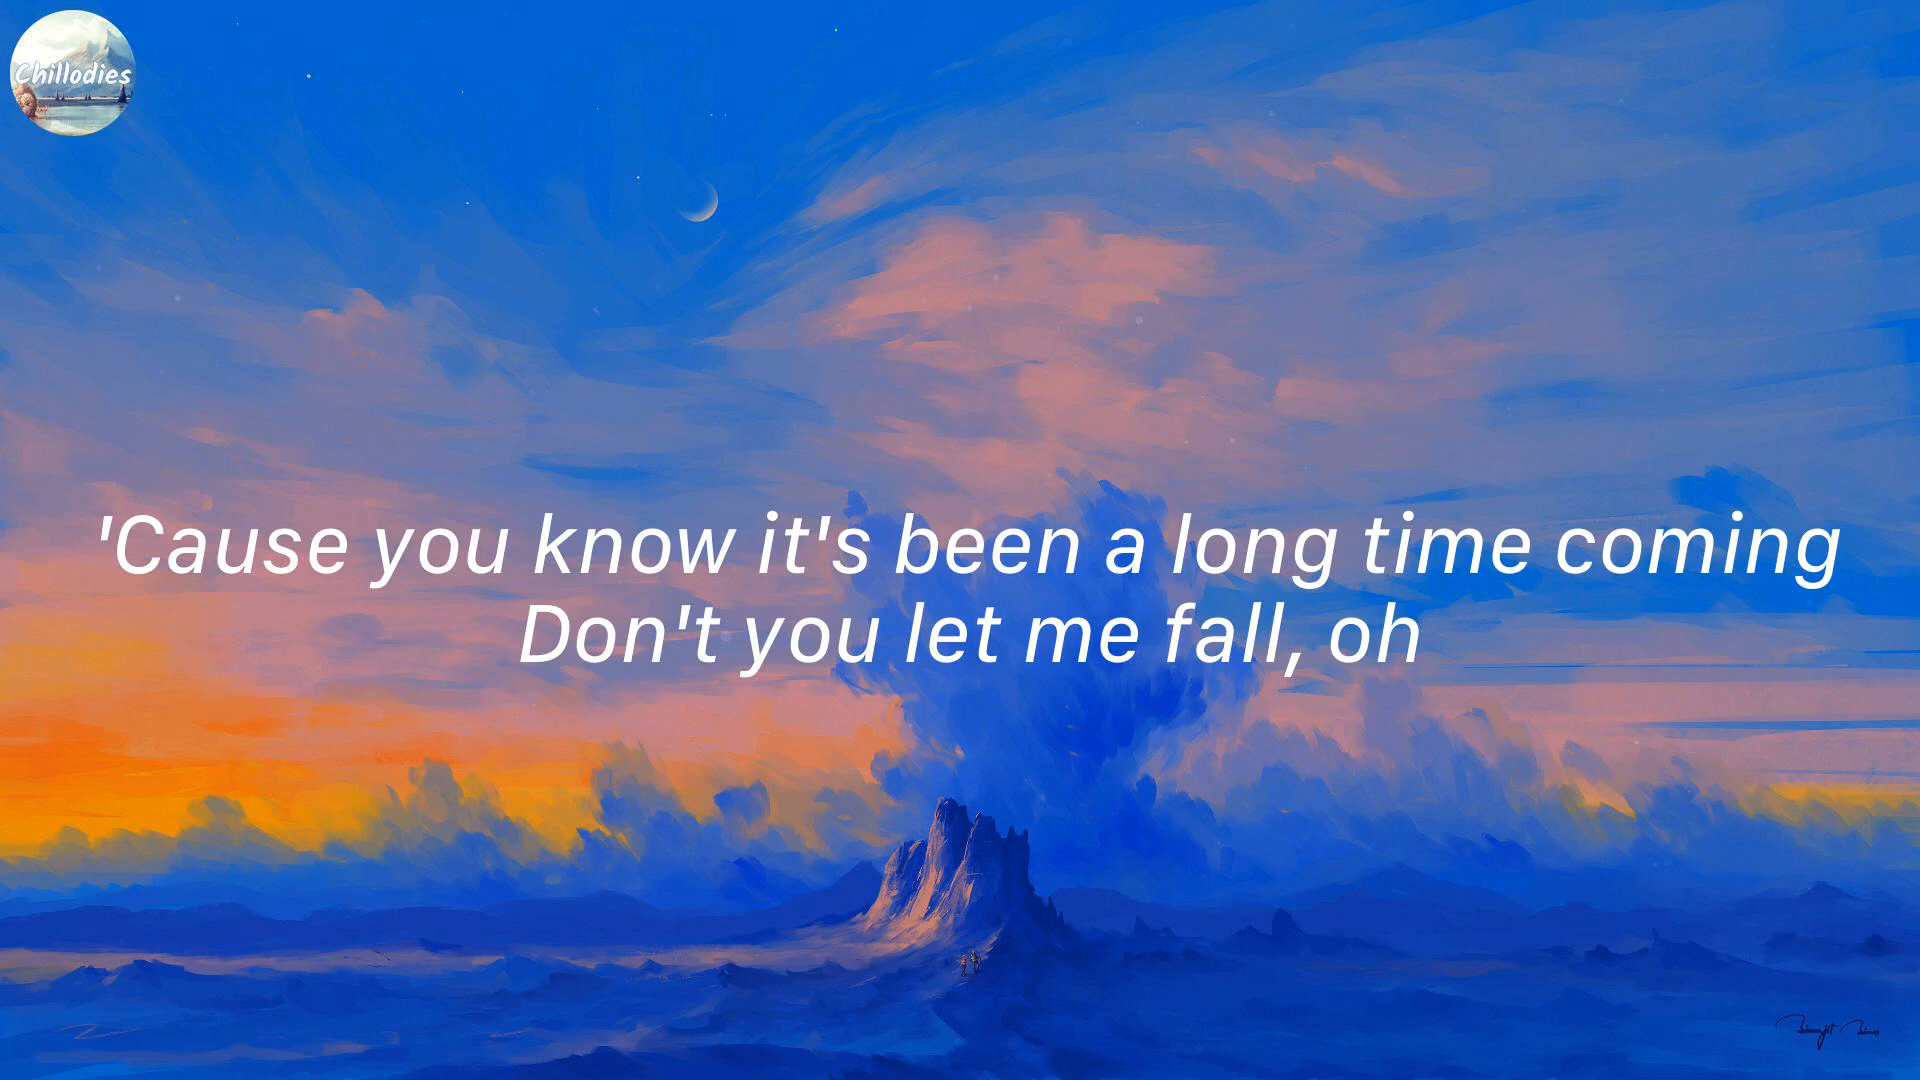 Chillodies
'Cause you know it's been a long time coming
Don't you let me fall, oh